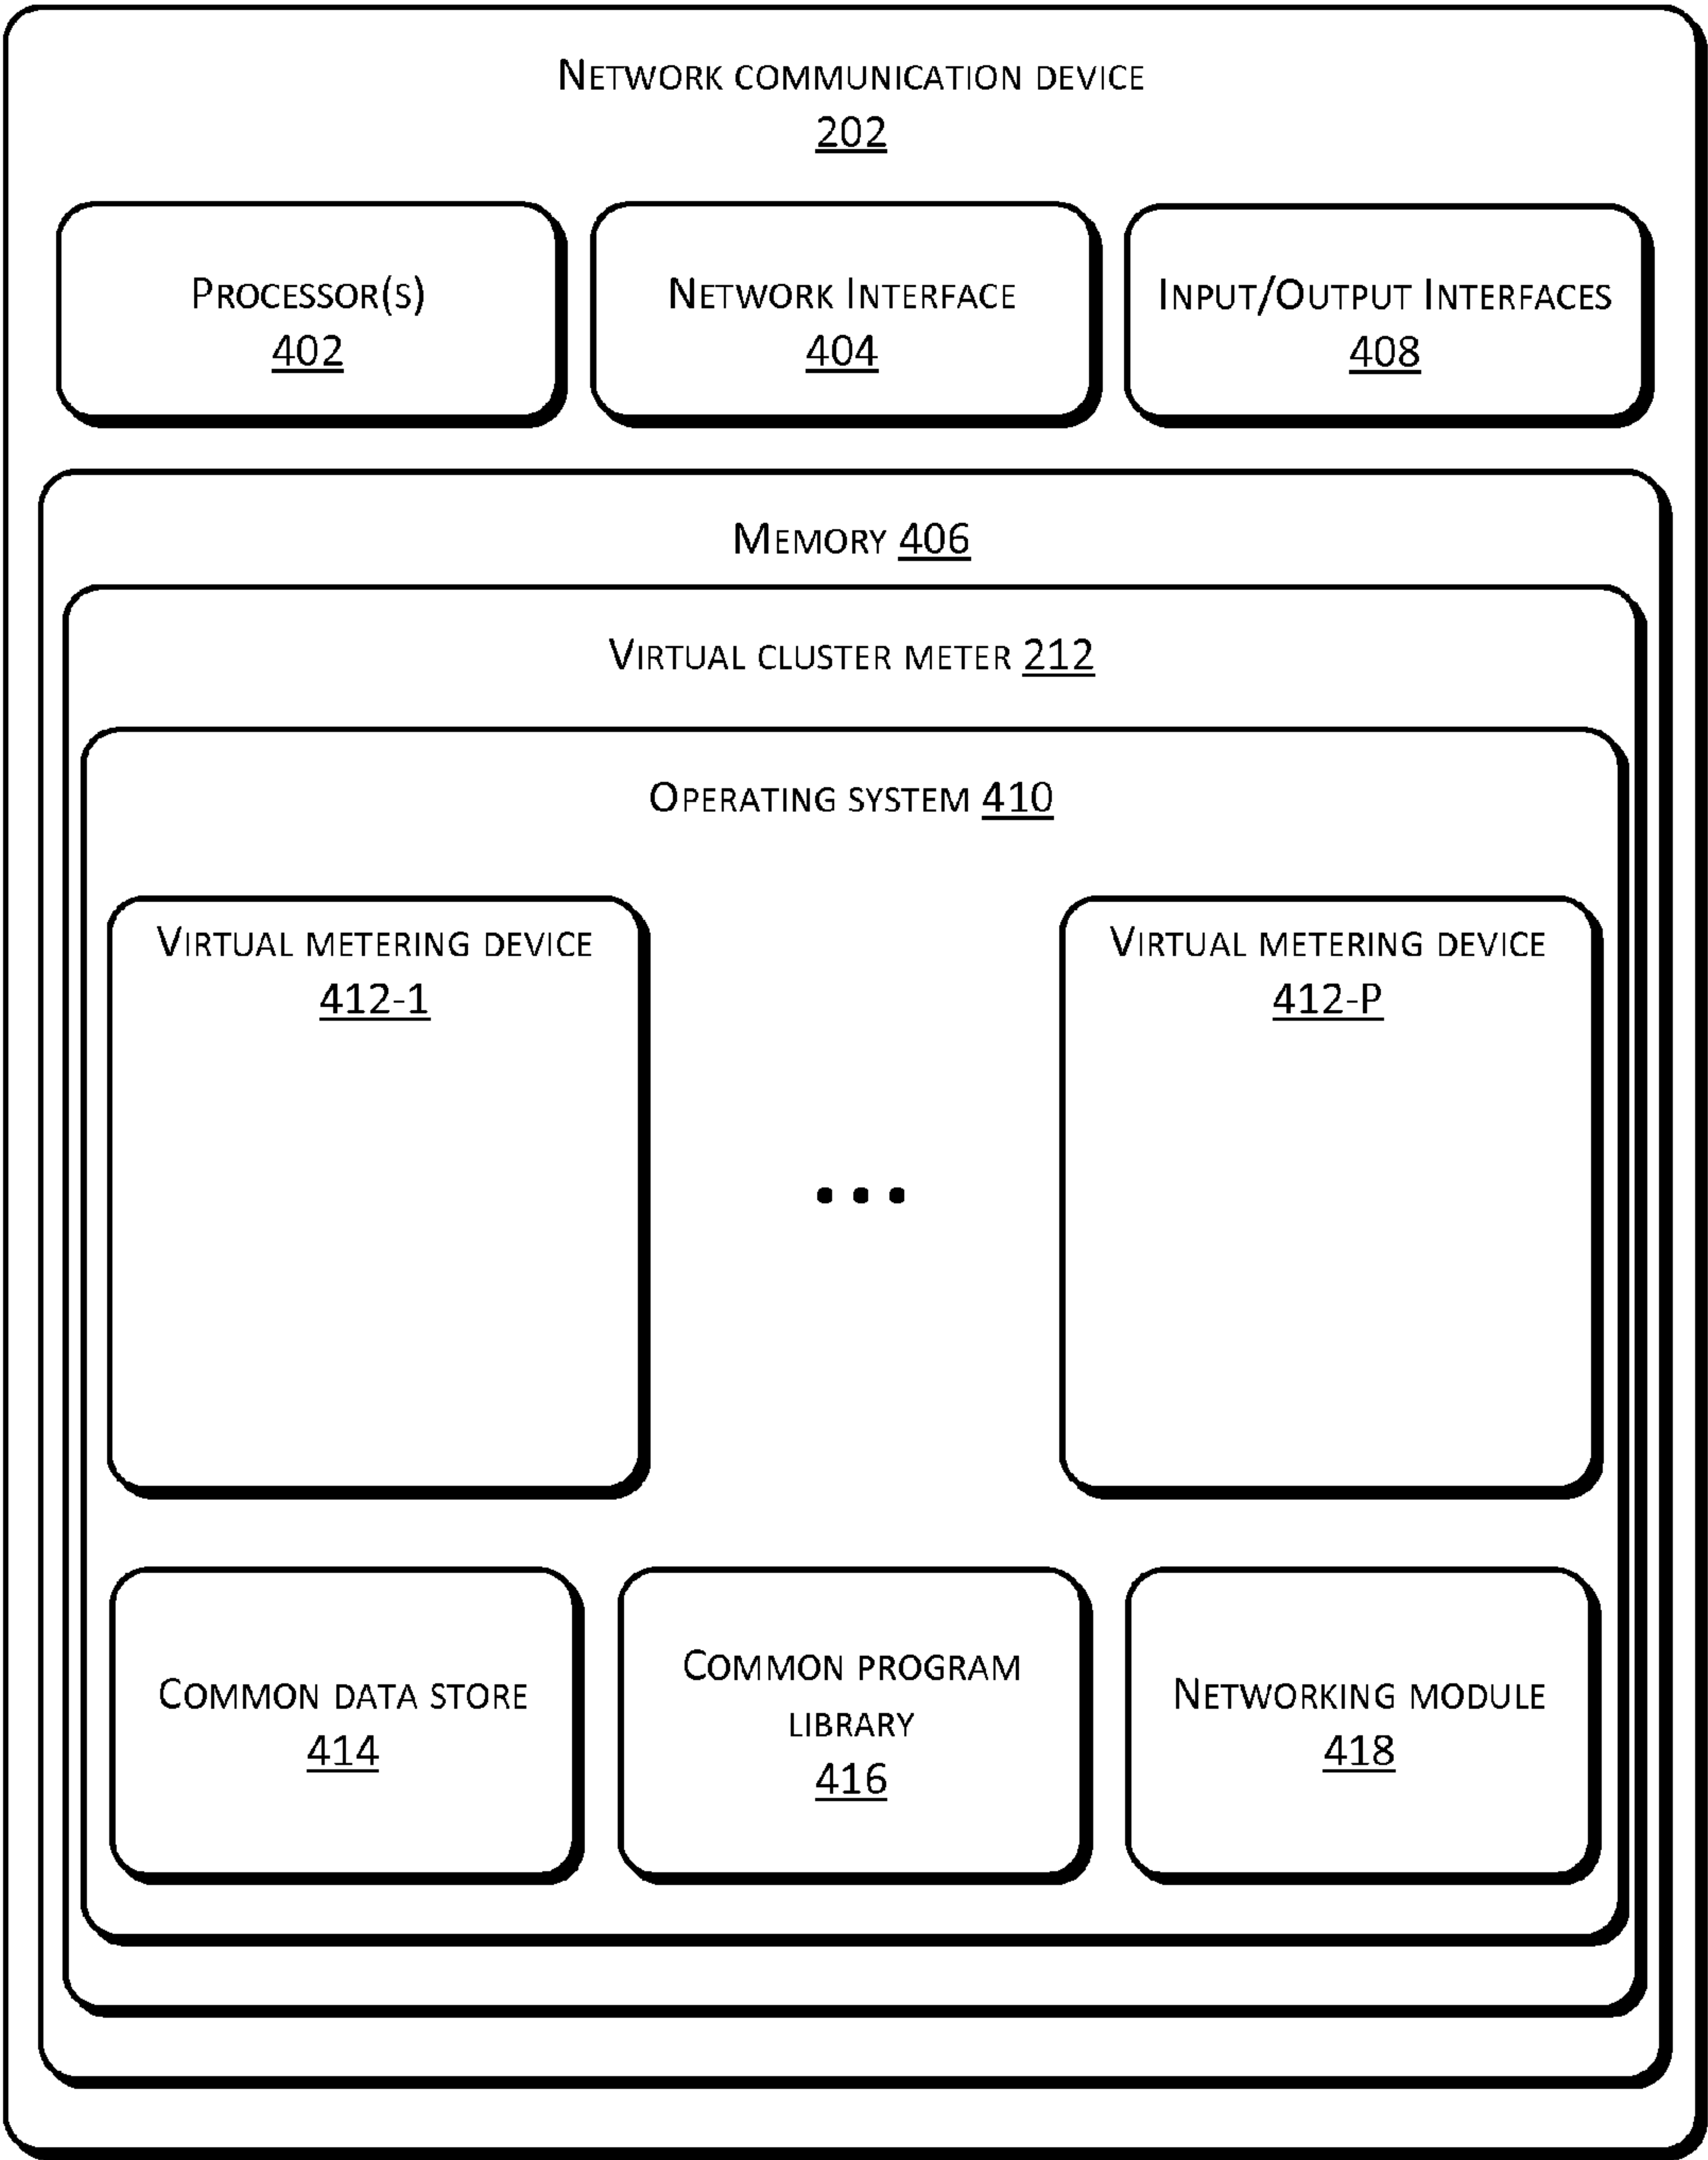 NETWORK COMMUNICATION DEVICE
202
PROCESSOR(S)
402
NETWORK INTERFACE
404
INPUT/OUTPUT INTERFACES
408
MEMORY 406
VIRTUAL CLUSTER METER 212
OPERATING SYSTEM 410
VIRTUAL METERING DEVICE
412-1
...
VIRTUAL METERING DEVICE
412-P
COMMON DATA STORE
414
COMMON PROGRAM
LIBRARY
416
NETWORKING MODULE
418